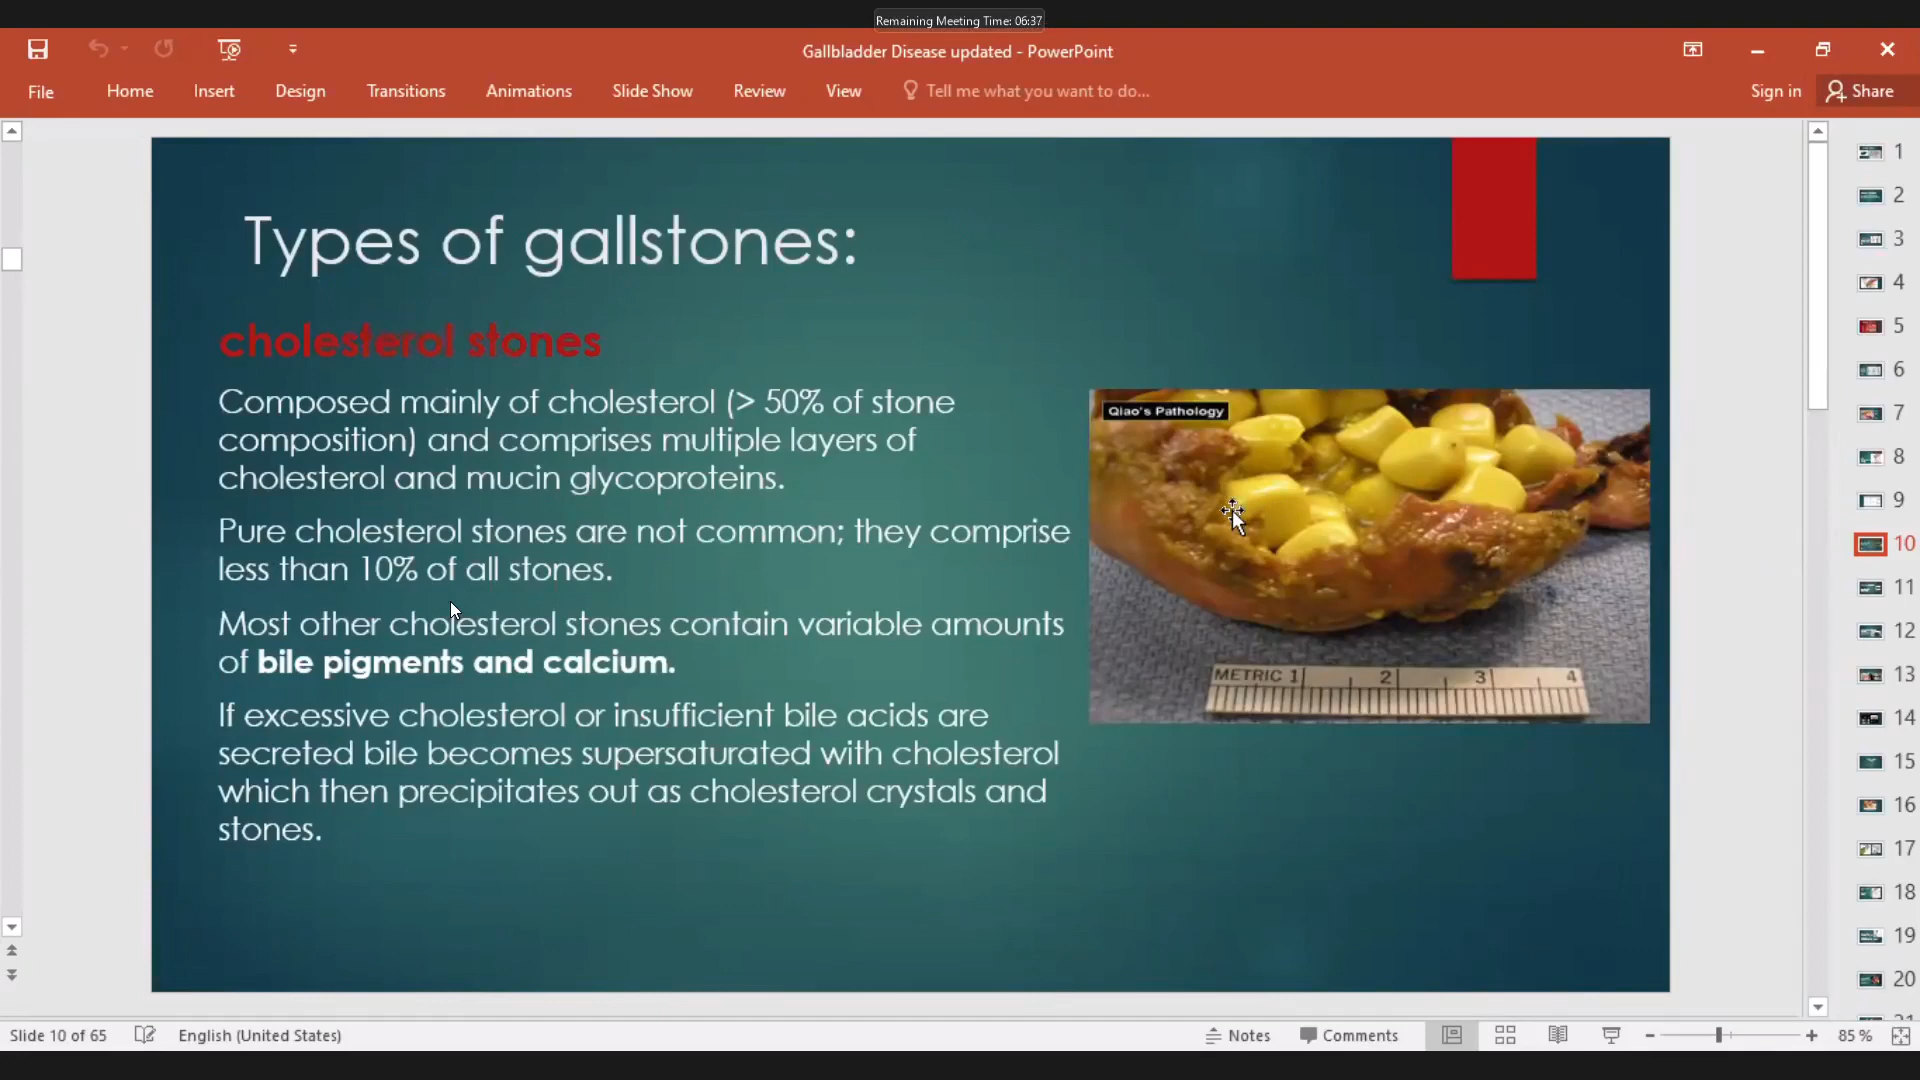 Remaining Meeting Time: 06:37
Gallbladder Disease updated - PowerPoint
File Home Insert Design Transitions Animations Slide Show Review View Tell me what you want to do... Sign in Share
Types of gallstones:
cholesterol stones
Composed mainly of cholesterol (> 50% of stone
composition) and comprises multiple layers of
cholesterol and mucin glycoproteins.
Pure cholesterol stones are not common; they comprise
less than 10% of all stones.
Most other cholesterol stones contain variable amounts
of bile pigments and calcium.
If excessive cholesterol or insufficient bile acids are
secreted bile becomes supersaturated with cholesterol
which then precipitates out as cholesterol crystals and
stones.
Qiao's Pathology
METRIC 1 2 3 4
1
2
3
4
5
6
7
8
9
10
11
12
13
14
15
16
17
18
19
20
Slide 10 of 65 English (United States) Notes Comments 85 %